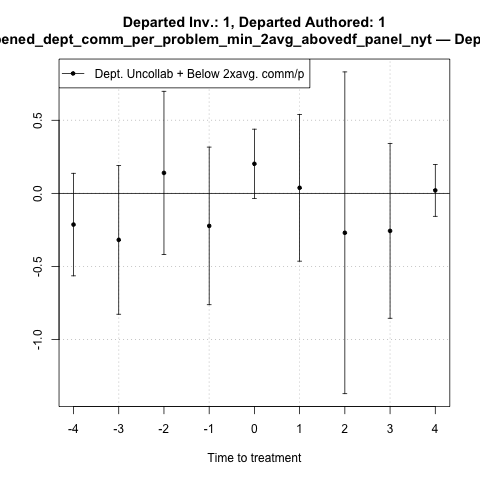 Departed Inv.: 1, Departed Authored: 1
ened_dept_comm_per_problem_min_2avg_abovedf_panel_nyt — Dep
Dept. Uncollab + Below 2xavg. comm/p
0.5
0.0
-0.5
-1.0
-4 -3 -2 -1 0 1 2 3 4
Time to treatment